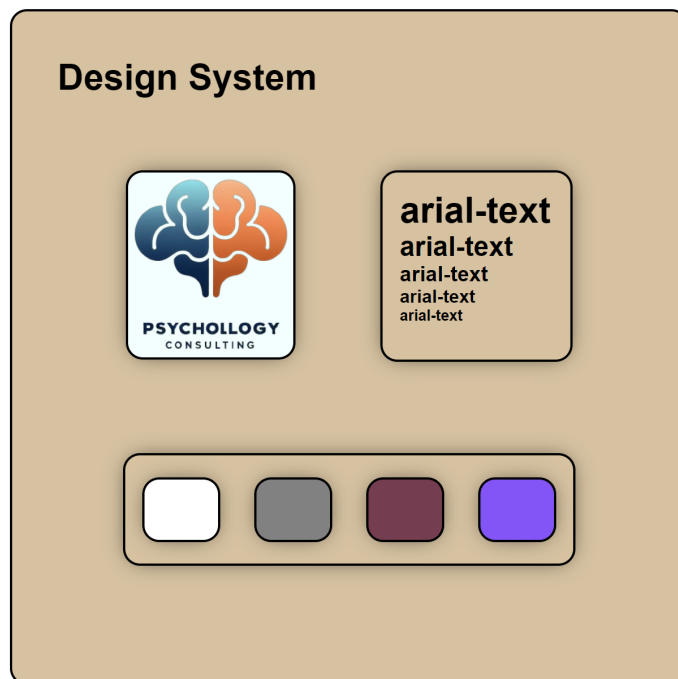 Design System
PSYCHOLLOGY
CONSULTING
arial-text
arial-text
arial-text
arial-text
arial-text